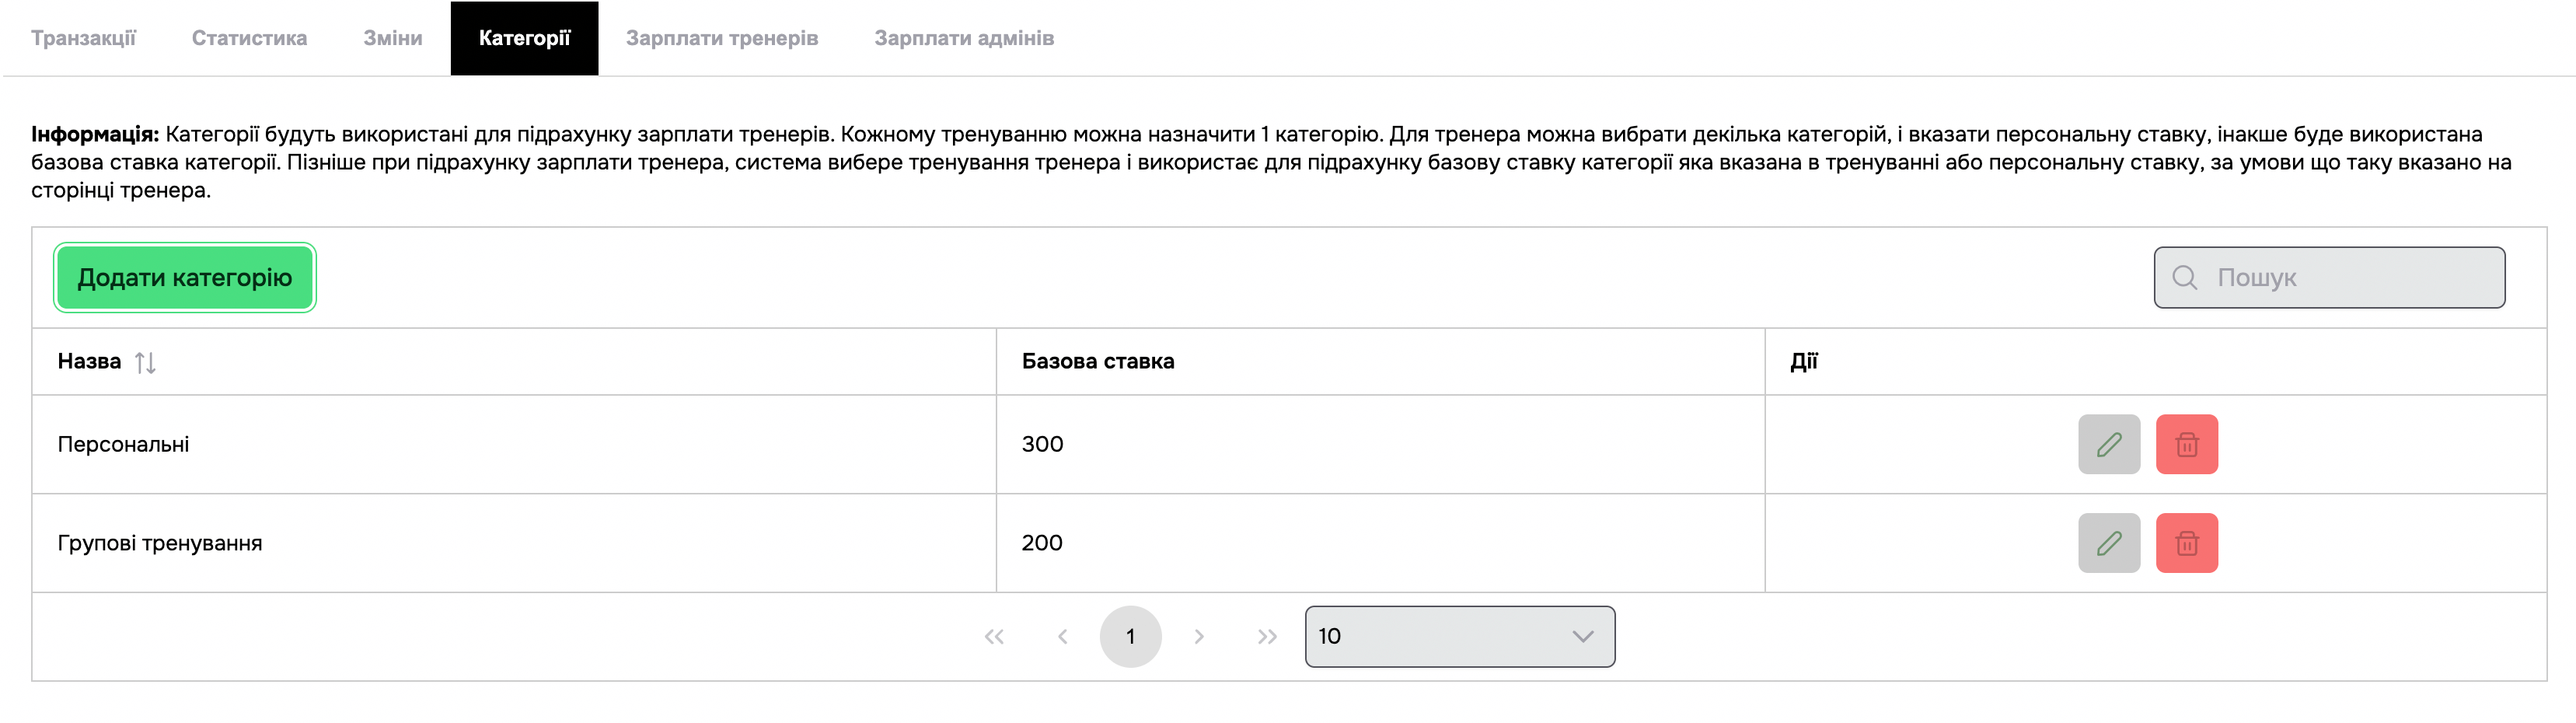 Транзакції Статистика Зміни Категорії Зарплати тренерів Зарплати адмінів
Інформація: Категорії будуть використані для підрахунку зарплати тренерів. Кожному тренуванню можна назначити 1 категорію. Для тренера можна вибрати декілька категорій, і вказати персональну ставку, інакше буде використана
базова ставка категорії. Пізніше при підрахунку зарплати тренера, система вибере тренування тренера і використає для підрахунку базову ставку категорії яка вказана в тренуванні або персональну ставку, за умови що таку вказано на
сторінці тренера.
Додати категорію Пошук
Назва Базова ставка Дії
Персональні 300
Групові тренування 200
1 10